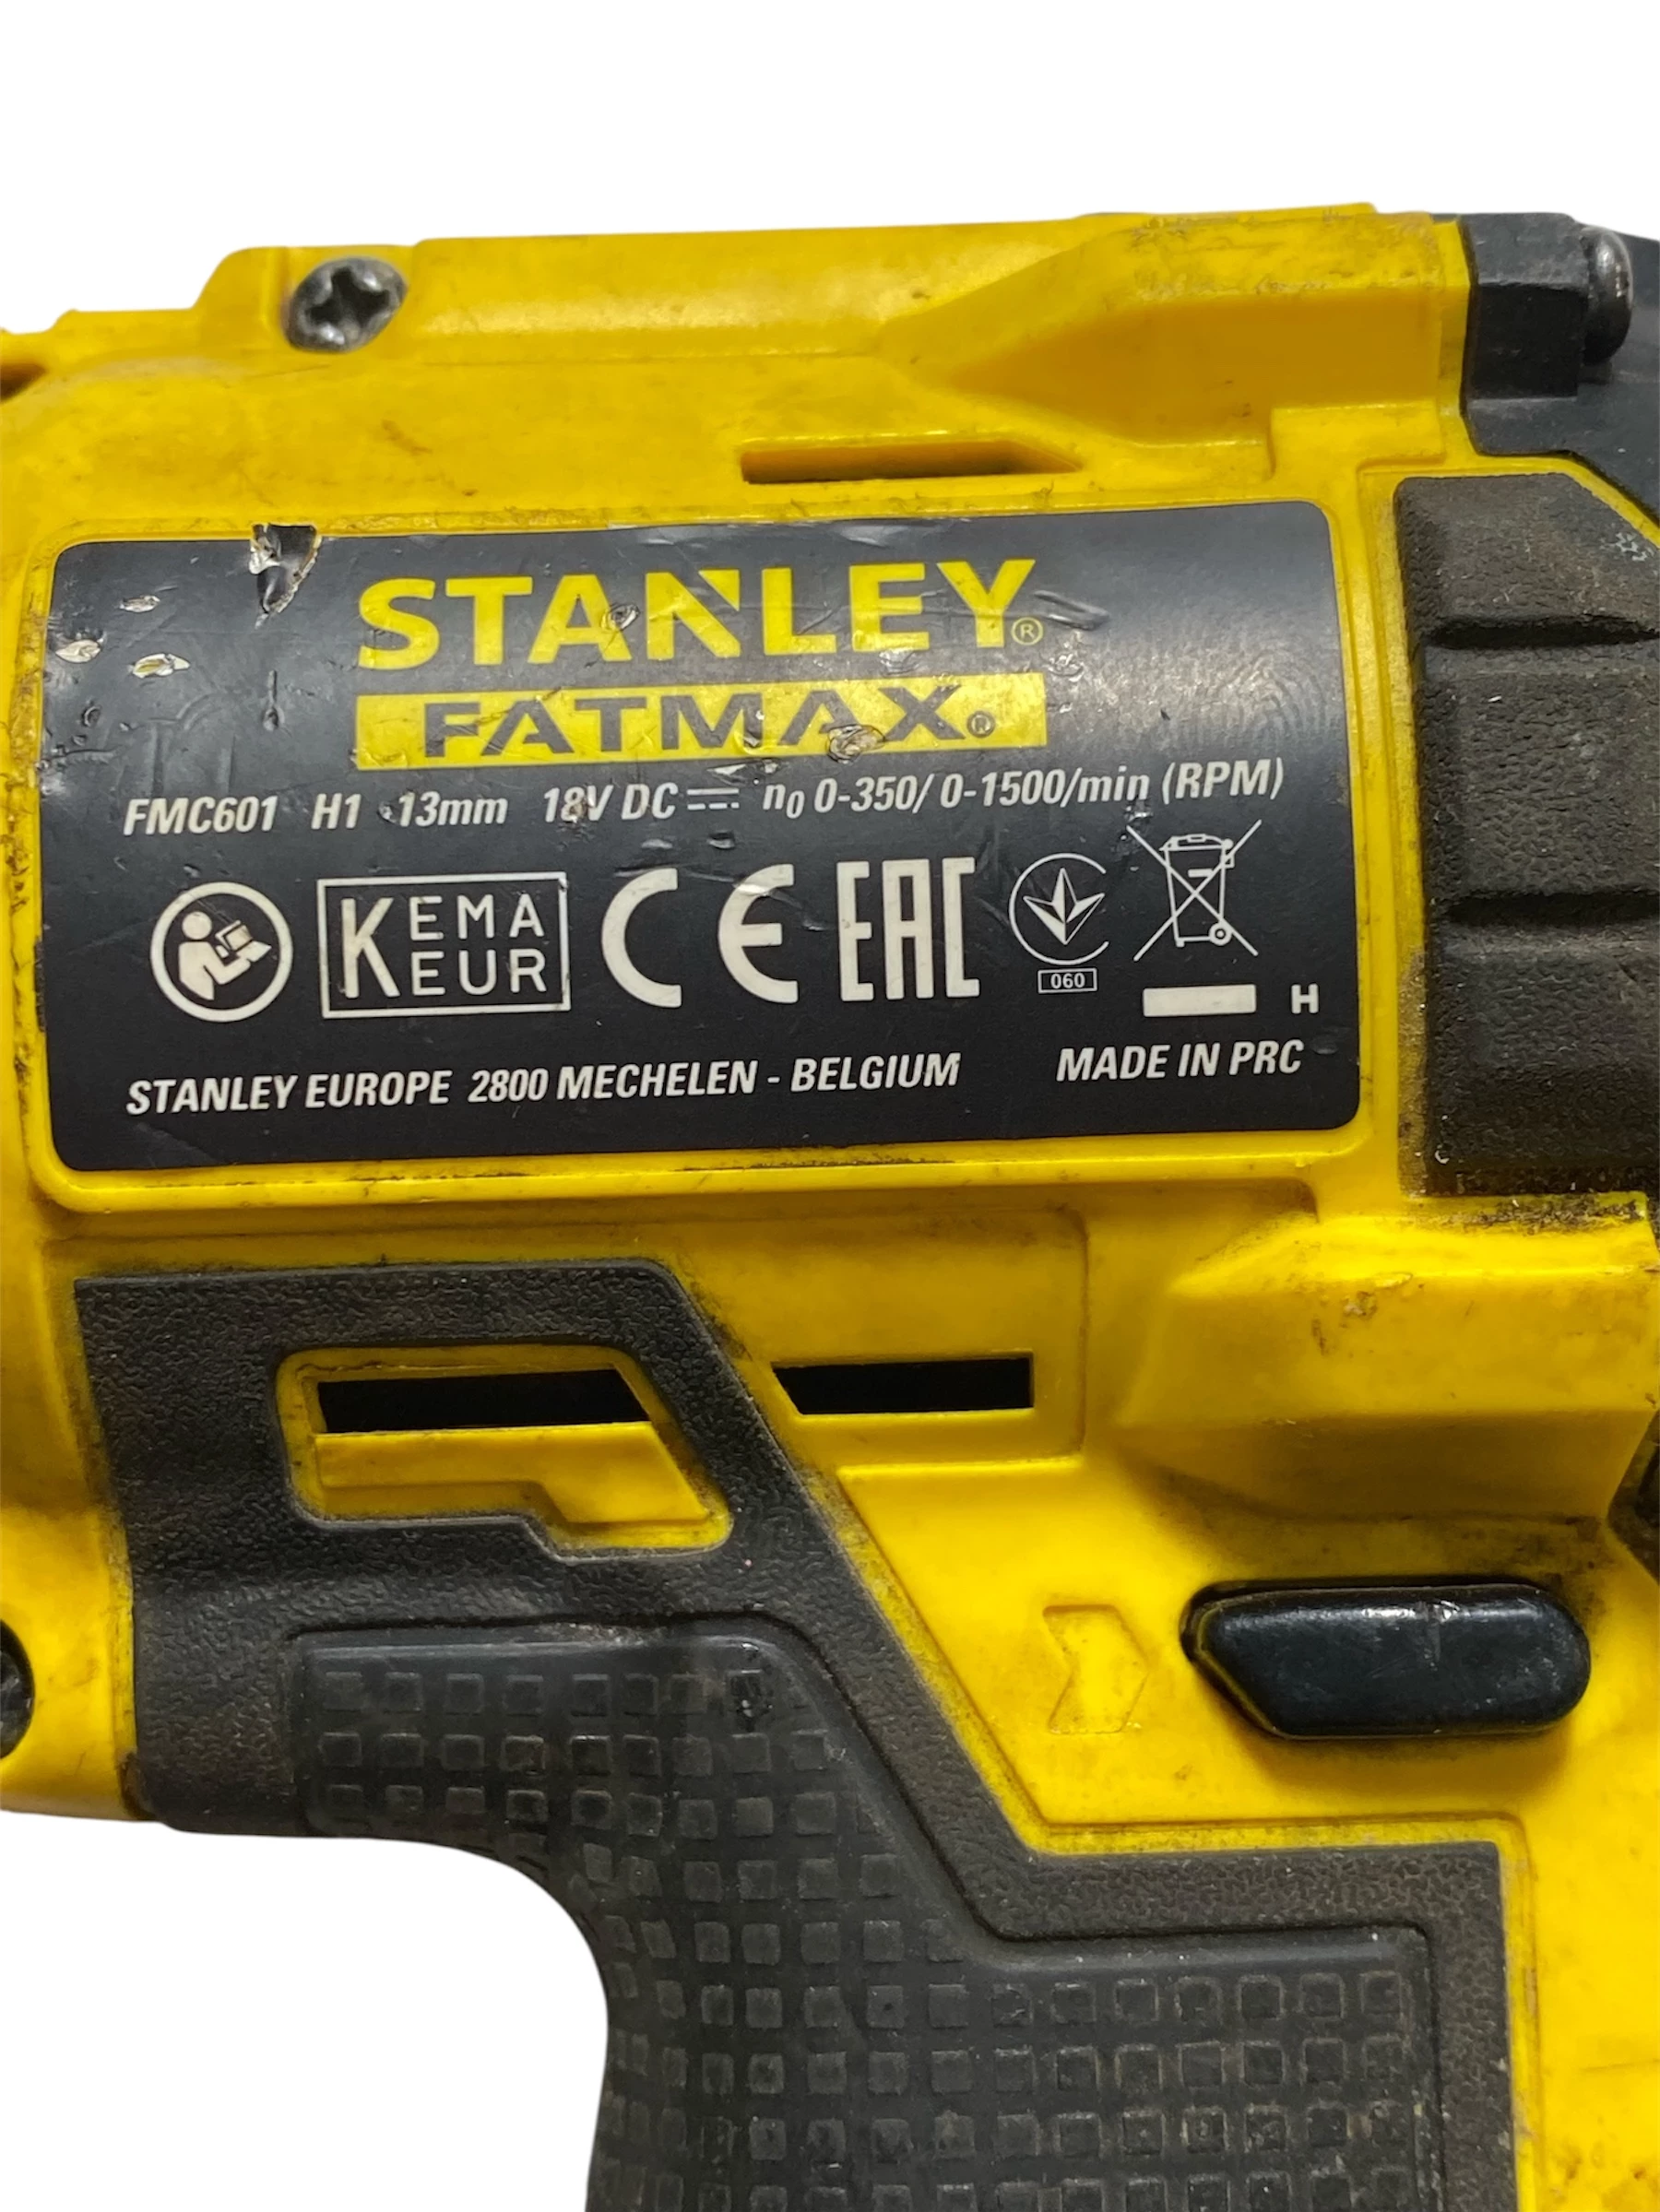 STANLEY®
FATMAX®
FMC601 H1 13mm 18V DC ⎓ n₀ 0-350/ 0-1500/min (RPM)
KEMA EUR CE EAC 060
H
STANLEY EUROPE 2800 MECHELEN - BELGIUM MADE IN PRC